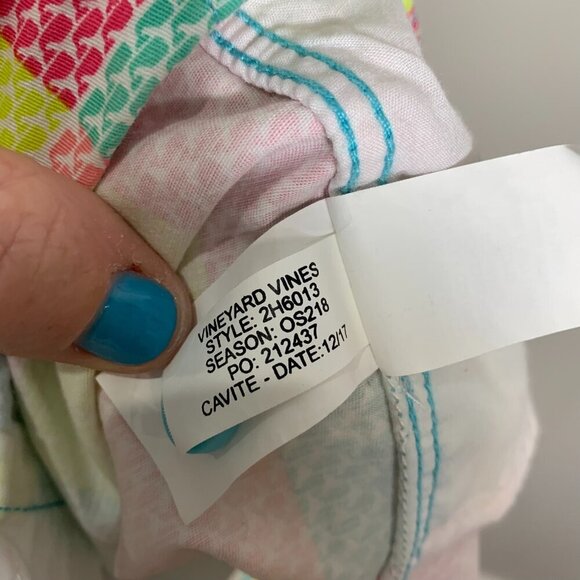 VINEYARD VINES
STYLE: 2H6013
SEASON: OS218
PO: 212437
CAVITE - DATE:12/17